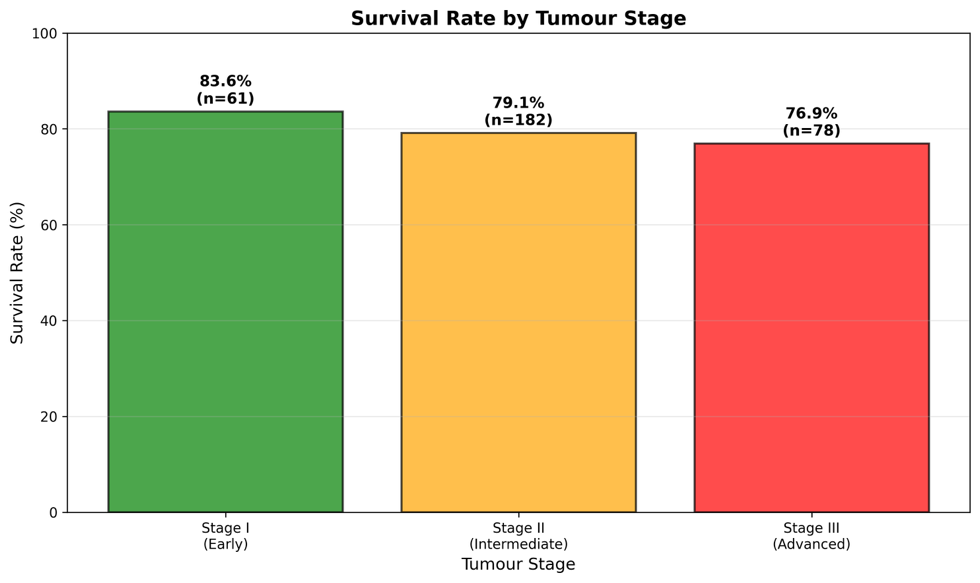 Survival Rate by Tumour Stage
100
80
60
40
20
0
Survival Rate (%)
83.6%
(n=61)
79.1%
(n=182)
76.9%
(n=78)
Stage I
(Early)
Stage II
(Intermediate)
Stage III
(Advanced)
Tumour Stage